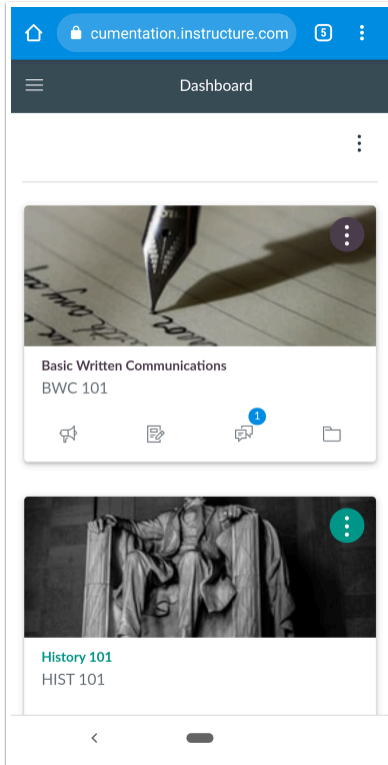 cumentation.instructure.com
5
Dashboard
Basic Written Communications
BWC 101
1
History 101
HIST 101